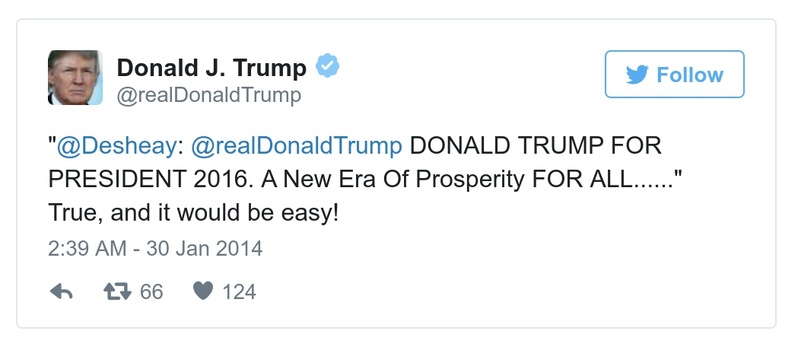 Donald J. Trump
@realDonaldTrump
Follow
"@Desheay: @realDonaldTrump DONALD TRUMP FOR
PRESIDENT 2016. A New Era Of Prosperity FOR ALL......"
True, and it would be easy!
2:39 AM - 30 Jan 2014
66 124